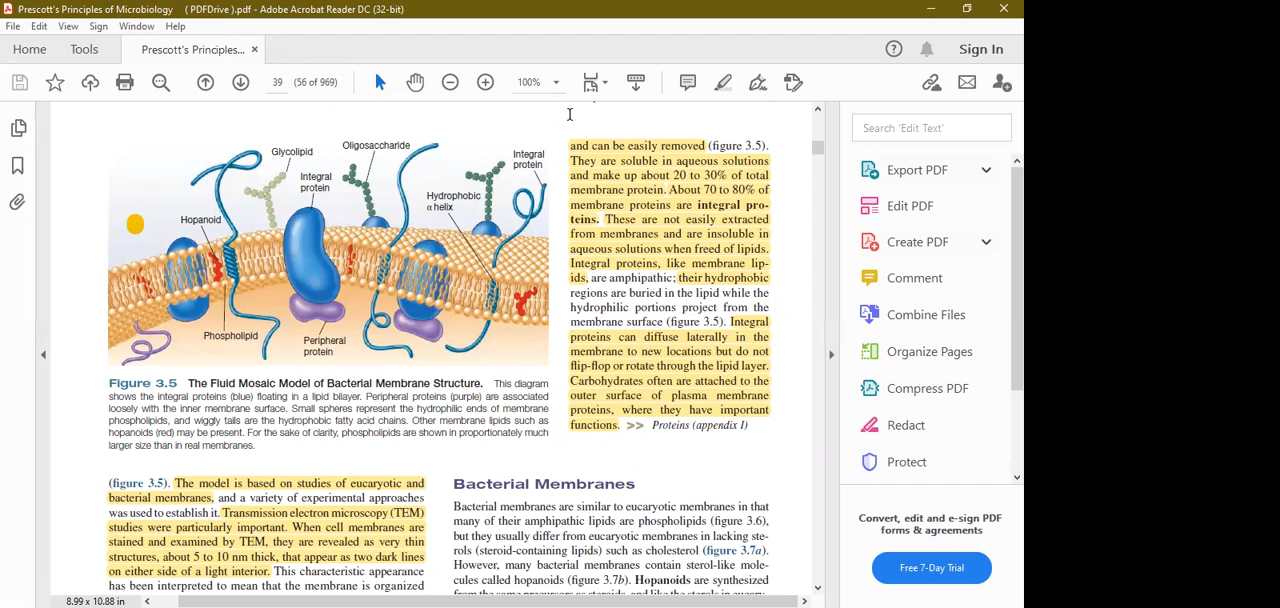 Prescott's Principles of Microbiology ( PDFDrive ).pdf - Adobe Acrobat Reader DC (32-bit)
File Edit View Sign Window Help
Home Tools Prescott's Principles... × Sign In
39 (56 of 969) 100%
Search 'Edit Text'
Export PDF
Edit PDF
Create PDF
Comment
Combine Files
Organize Pages
Compress PDF
Redact
Protect
Convert, edit and e-sign PDF
forms & agreements
Free 7-Day Trial
Glycolipid
Oligosaccharide
Integral
protein
Integral
protein
Hydrophobic
α helix
Hopanoid
Phospholipid
Peripheral
protein
Figure 3.5 The Fluid Mosaic Model of Bacterial Membrane Structure. This diagram
shows the integral proteins (blue) floating in a lipid bilayer. Peripheral proteins (purple) are associated
loosely with the inner membrane surface. Small spheres represent the hydrophilic ends of membrane
phospholipids, and wiggly tails are the hydrophobic fatty acid chains. Other membrane lipids such as
hopanoids (red) may be present. For the sake of clarity, phospholipids are shown in proportionately much
larger size than in real membranes.
and can be easily removed (figure 3.5).
They are soluble in aqueous solutions
and make up about 20 to 30% of total
membrane protein. About 70 to 80% of
membrane proteins are integral pro-
teins. These are not easily extracted
from membranes and are insoluble in
aqueous solutions when freed of lipids.
Integral proteins, like membrane lip-
ids, are amphipathic; their hydrophobic
regions are buried in the lipid while the
hydrophilic portions project from the
membrane surface (figure 3.5). Integral
proteins can diffuse laterally in the
membrane to new locations but do not
flip-flop or rotate through the lipid layer.
Carbohydrates often are attached to the
outer surface of plasma membrane
proteins, where they have important
functions. >> Proteins (appendix I)
(figure 3.5). The model is based on studies of eucaryotic and
bacterial membranes, and a variety of experimental approaches
was used to establish it. Transmission electron microscopy (TEM)
studies were particularly important. When cell membranes are
stained and examined by TEM, they are revealed as very thin
structures, about 5 to 10 nm thick, that appear as two dark lines
on either side of a light interior. This characteristic appearance
has been interpreted to mean that the membrane is organized
Bacterial Membranes
Bacterial membranes are similar to eucaryotic membranes in that
many of their amphipathic lipids are phospholipids (figure 3.6),
but they usually differ from eucaryotic membranes in lacking ste-
rols (steroid-containing lipids) such as cholesterol (figure 3.7a).
However, many bacterial membranes contain sterol-like mole-
cules called hopanoids (figure 3.7b). Hopanoids are synthesized
from the same precursors as steroids, and like the sterols in eucary-
8.99 x 10.88 in